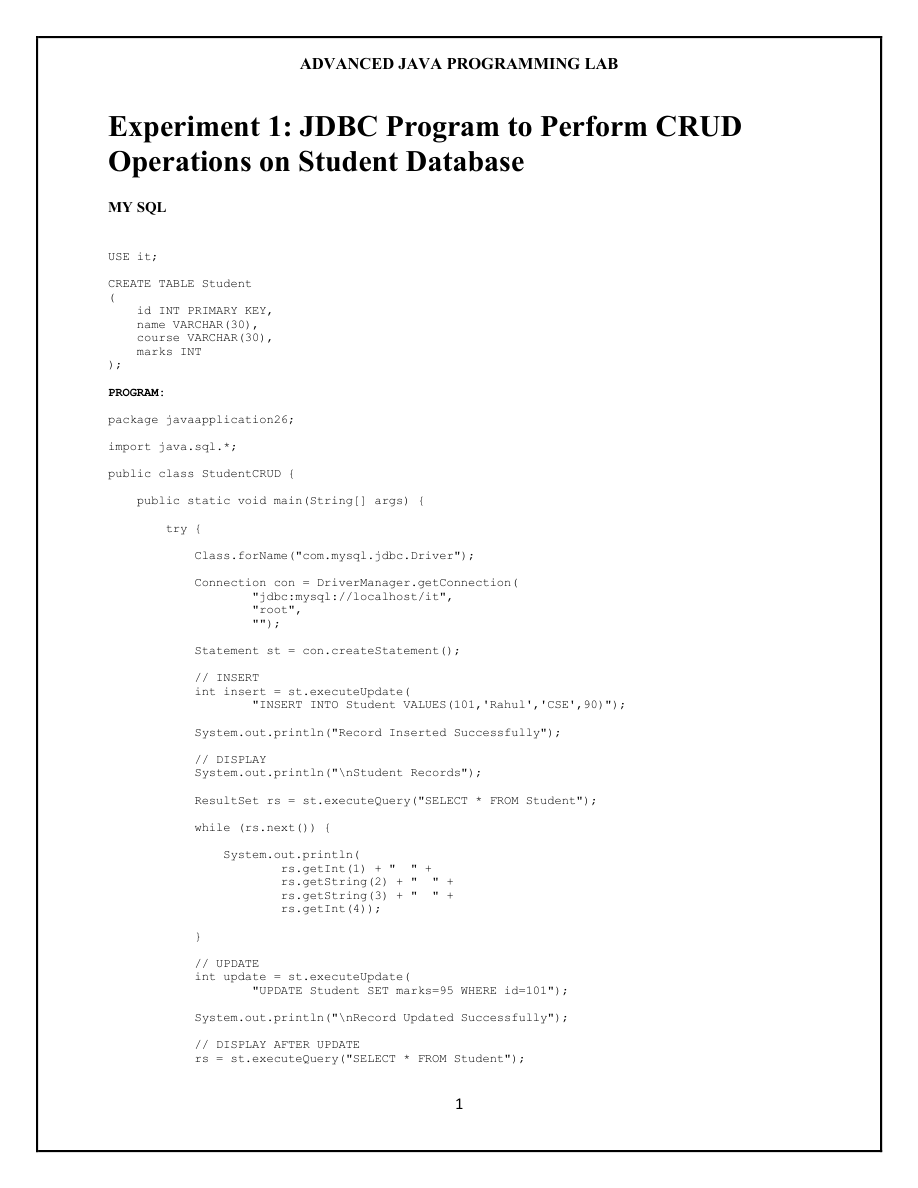 ADVANCED JAVA PROGRAMMING LAB
Experiment 1: JDBC Program to Perform CRUD
Operations on Student Database
MY SQL
USE it;
CREATE TABLE Student
(
    id INT PRIMARY KEY,
    name VARCHAR(30),
    course VARCHAR(30),
    marks INT
);
PROGRAM:
package javaapplication26;
import java.sql.*;
public class StudentCRUD {
    public static void main(String[] args) {
        try {
            Class.forName("com.mysql.jdbc.Driver");
            Connection con = DriverManager.getConnection(
                    "jdbc:mysql://localhost/it",
                    "root",
                    "");
            Statement st = con.createStatement();
            // INSERT
            int insert = st.executeUpdate(
                    "INSERT INTO Student VALUES(101,'Rahul','CSE',90)");
            System.out.println("Record Inserted Successfully");
            // DISPLAY
            System.out.println("\nStudent Records");
            ResultSet rs = st.executeQuery("SELECT * FROM Student");
            while (rs.next()) {
                System.out.println(
                        rs.getInt(1) + "  " +
                        rs.getString(2) + "  " +
                        rs.getString(3) + "  " +
                        rs.getInt(4));
            }
            // UPDATE
            int update = st.executeUpdate(
                    "UPDATE Student SET marks=95 WHERE id=101");
            System.out.println("\nRecord Updated Successfully");
            // DISPLAY AFTER UPDATE
            rs = st.executeQuery("SELECT * FROM Student");
1